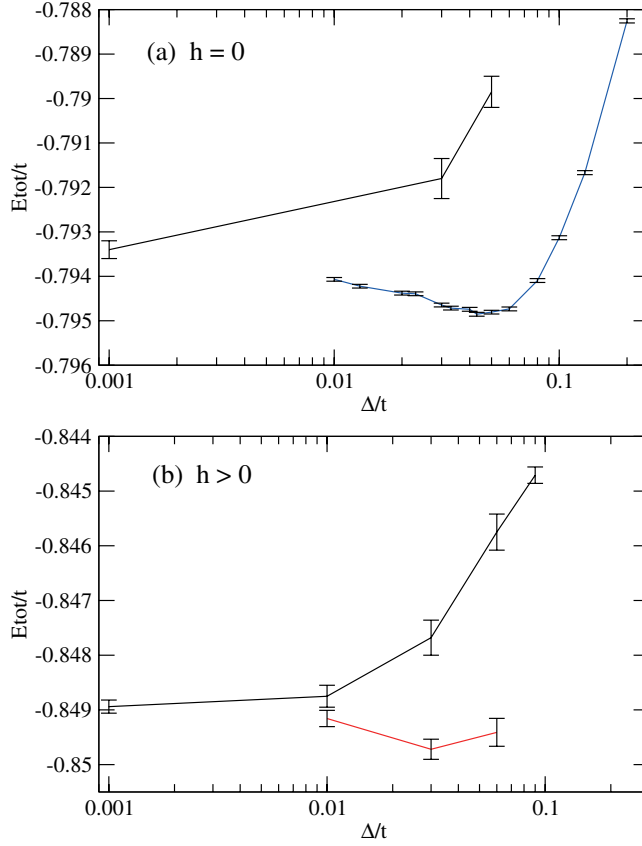 -0.788
-0.789
-0.79
-0.791
-0.792
-0.793
-0.794
-0.795
-0.796
Etot/t
(a) h = 0
0.001 0.01 0.1
Δ/t
-0.844
-0.845
-0.846
-0.847
-0.848
-0.849
-0.85
Etot/t
(b) h > 0
0.001 0.01 0.1
Δ/t